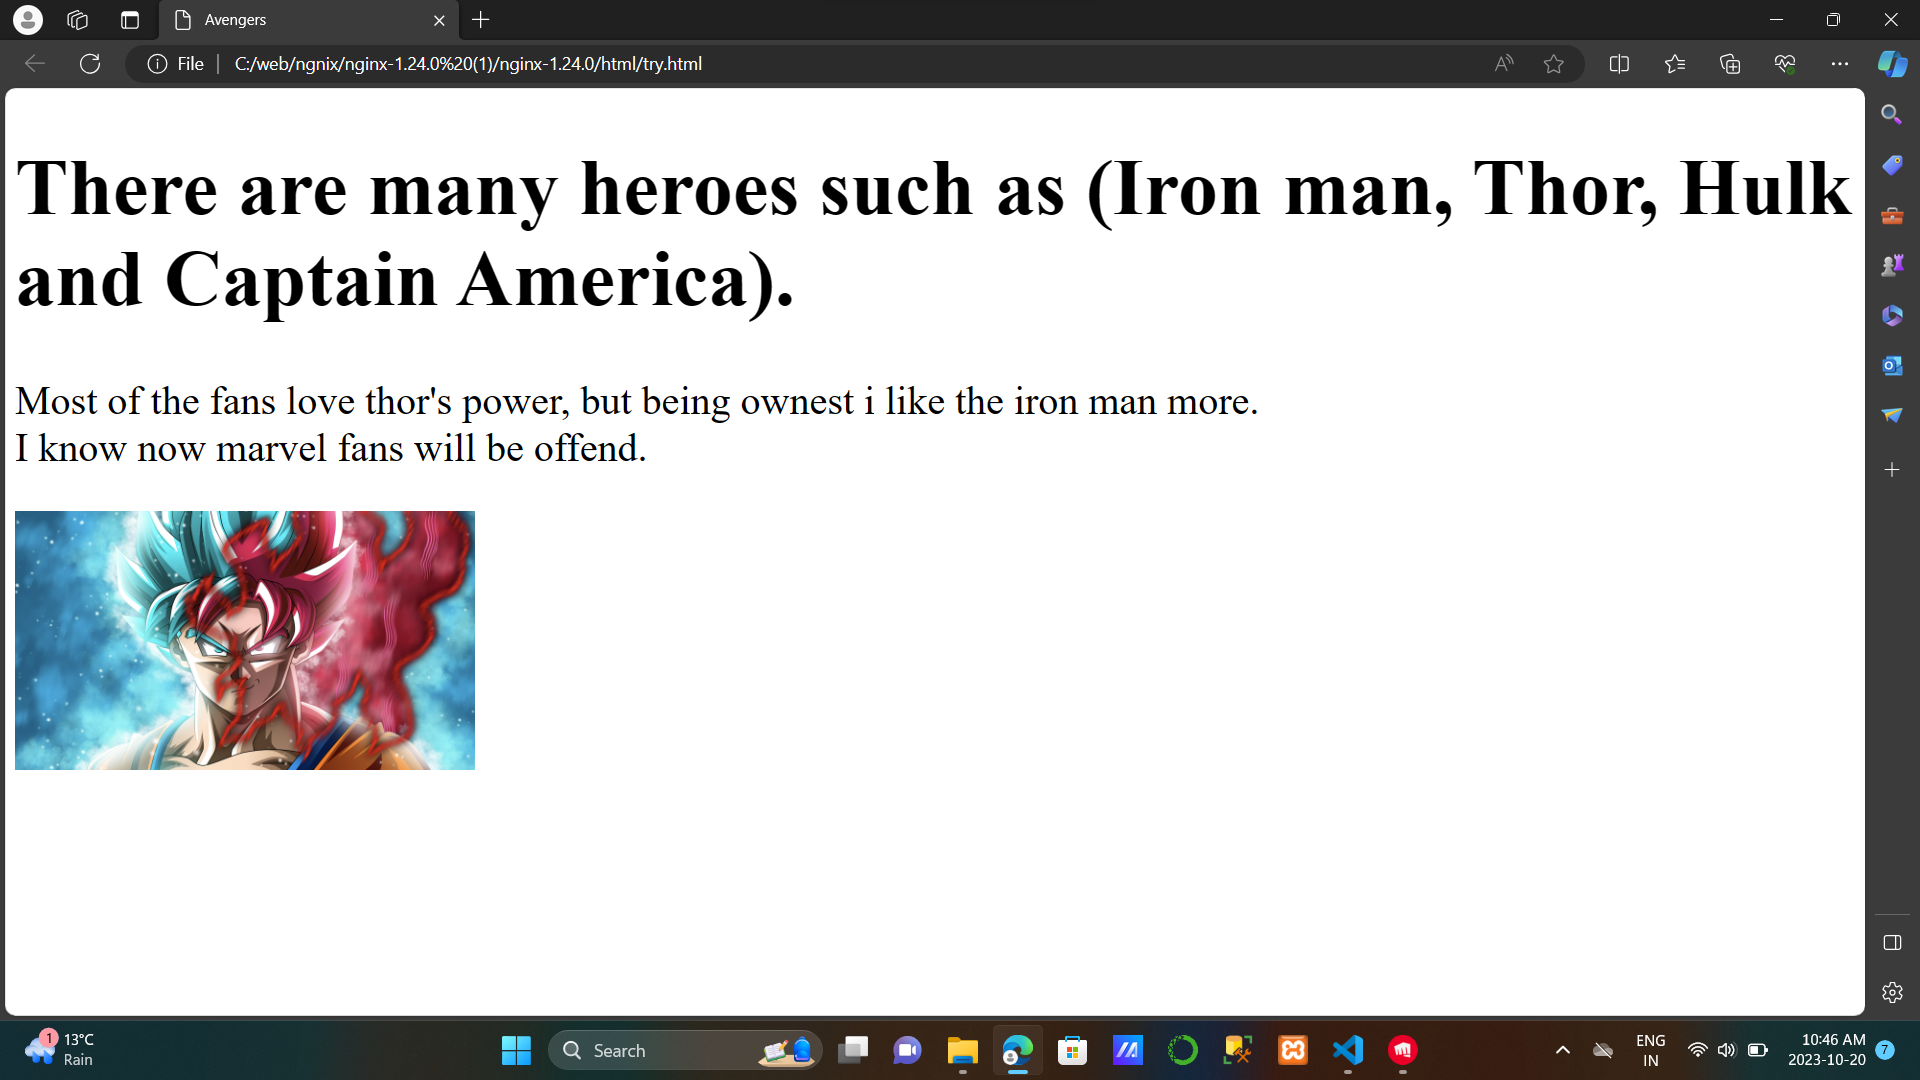 Avengers
File
C:/web/ngnix/nginx-1.24.0%20(1)/nginx-1.24.0/html/try.html
There are many heroes such as (Iron man, Thor, Hulk
and Captain America).
Most of the fans love thor's power, but being ownest i like the iron man more.
I know now marvel fans will be offend.
1
13°C
Rain
Search
ENG
IN
10:46 AM
2023-10-20
7